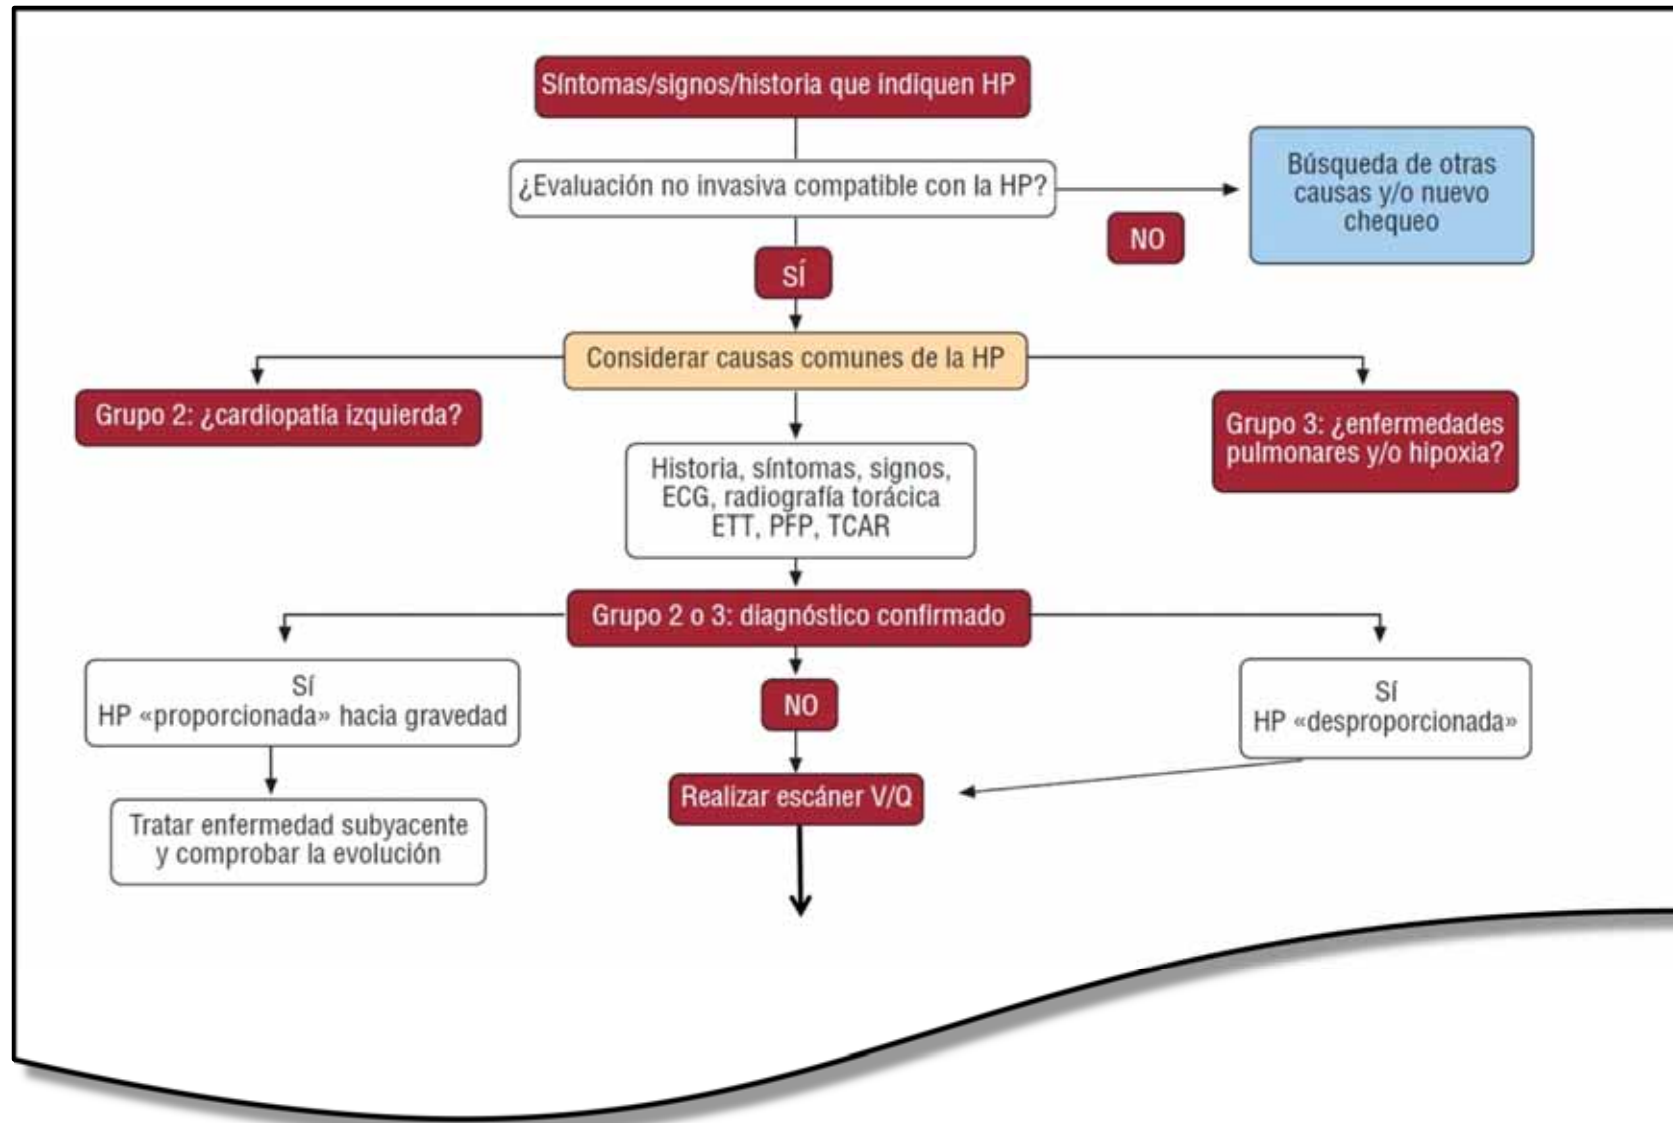 Síntomas/signos/historia que indiquen HP
¿Evaluación no invasiva compatible con la HP?
Búsqueda de otras
causas y/o nuevo
chequeo
NO
SÍ
Considerar causas comunes de la HP
Grupo 2: ¿cardiopatía izquierda?
Grupo 3: ¿enfermedades
pulmonares y/o hipoxia?
Historia, síntomas, signos,
ECG, radiografía torácica
ETT, PFP, TCAR
Grupo 2 o 3: diagnóstico confirmado
Sí
HP «proporcionada» hacia gravedad
NO
Sí
HP «desproporcionada»
Realizar escáner V/Q
Tratar enfermedad subyacente
y comprobar la evolución